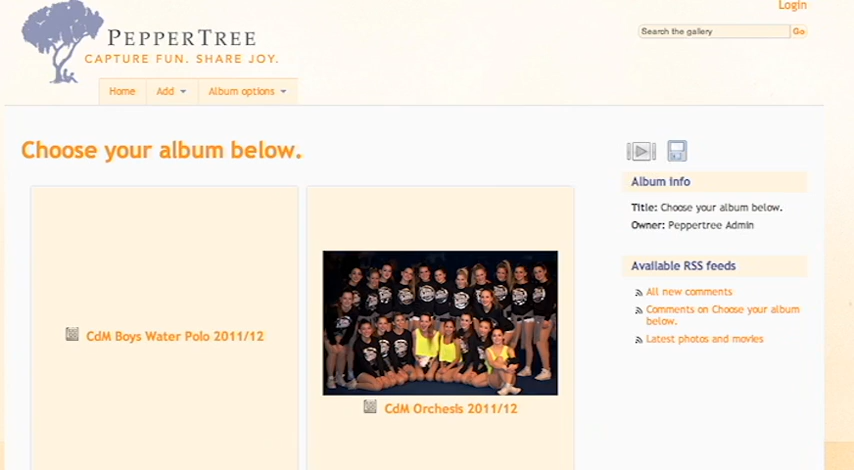 Login
PEPPERTREE
CAPTURE FUN. SHARE JOY.
Search the gallery
Go
Home
Add
Album options
Choose your album below.
CdM Boys Water Polo 2011/12
CdM Orchesis 2011/12
Album info
Title: Choose your album below.
Owner: Peppertree Admin
Available RSS feeds
All new comments
Comments on Choose your album
below.
Latest photos and movies